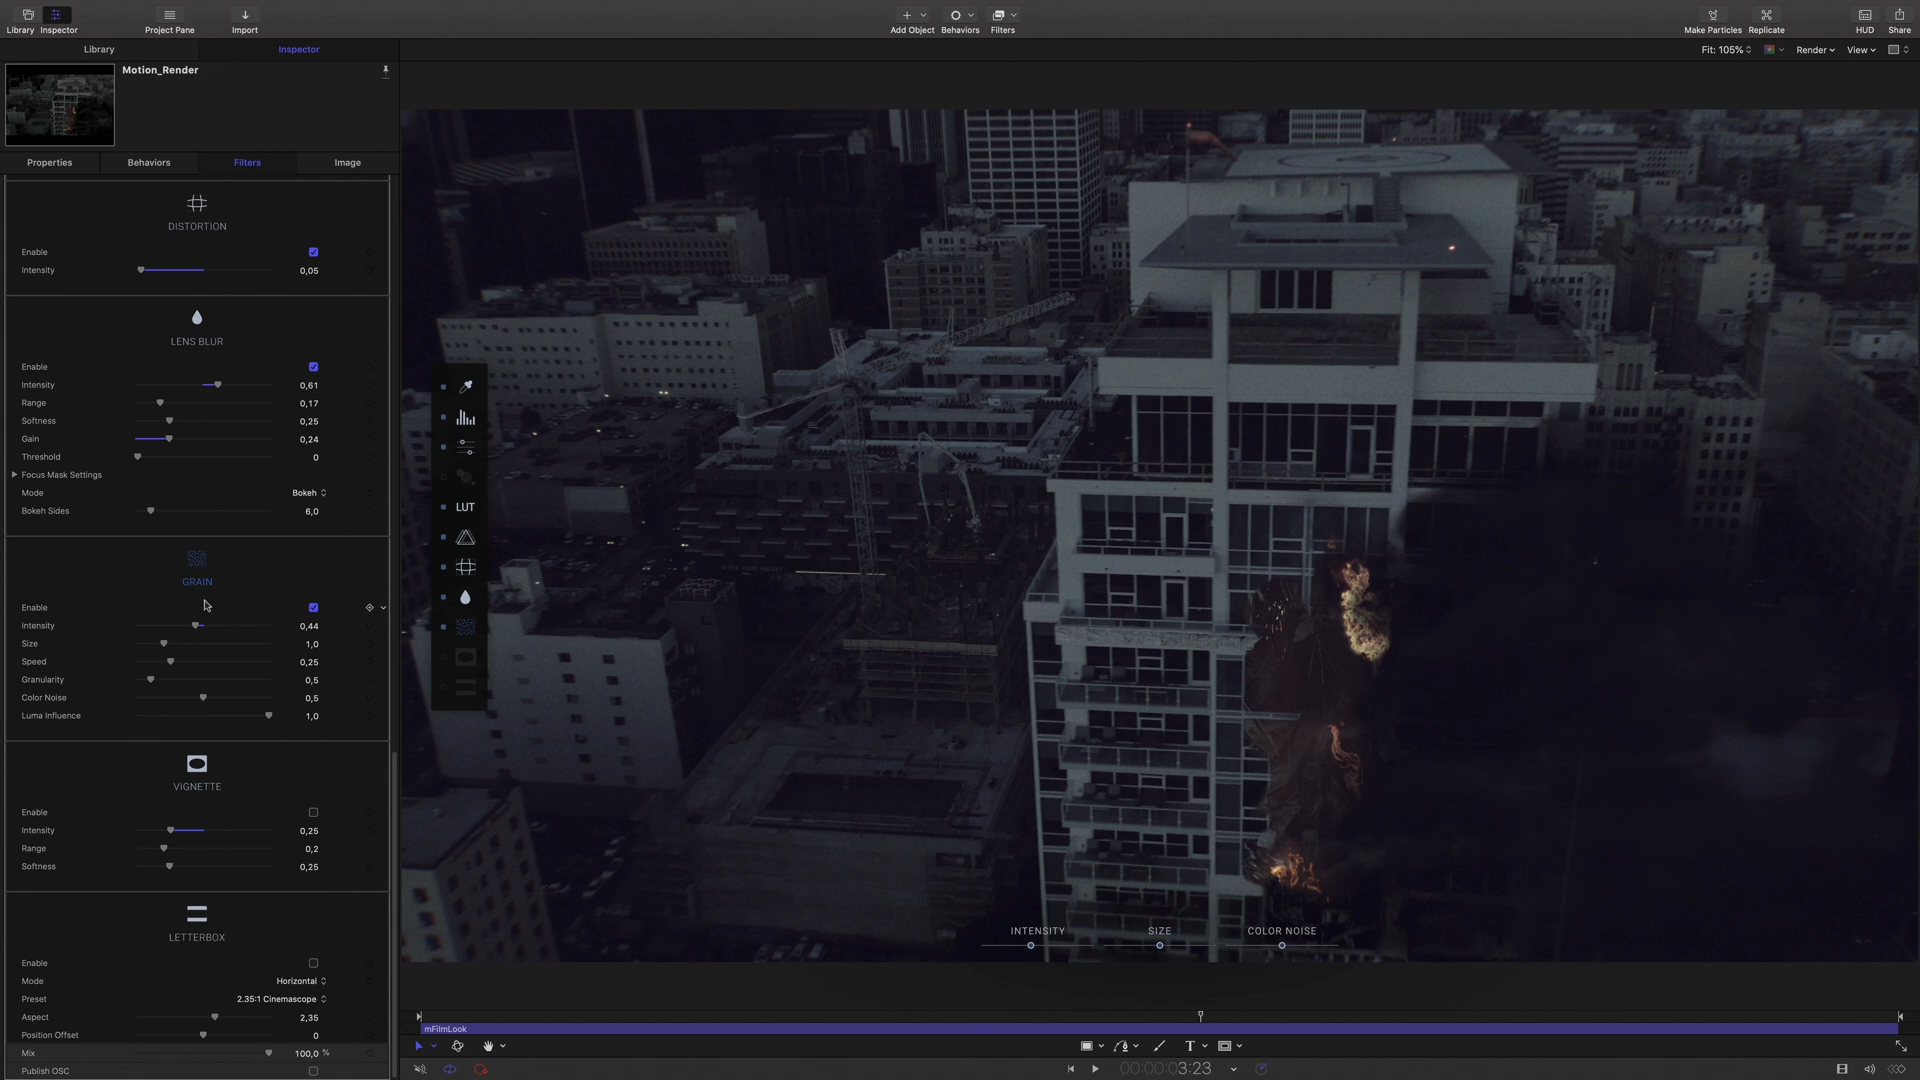 Library
Inspector
Project Pane
Import
Add Object
Behaviors
Filters
Make Particles
Replicate
HUD
Share
Library
Inspector
Fit: 105%
Render
View
Motion_Render
Properties
Behaviors
Filters
Image
DISTORTION
Enable
Intensity 0,05
LENS BLUR
Enable
Intensity 0,61
Range 0,17
Softness 0,25
Gain 0,24
Threshold 0
Focus Mask Settings
Mode Bokeh
Bokeh Sides 6,0
GRAIN
Enable
Intensity 0,44
Size 1,0
Speed 0,25
Granularity 0,5
Color Noise 0,5
Luma Influence 1,0
VIGNETTE
Enable
Intensity 0,25
Range 0,2
Softness 0,25
LETTERBOX
Enable
Mode Horizontal
Preset 2.35:1 Cinemascope
Aspect 2,35
Position Offset 0
Mix 100,0 %
Publish OSC
LUT
INTENSITY
SIZE
COLOR NOISE
mFilmLook
T
00:00:03:23